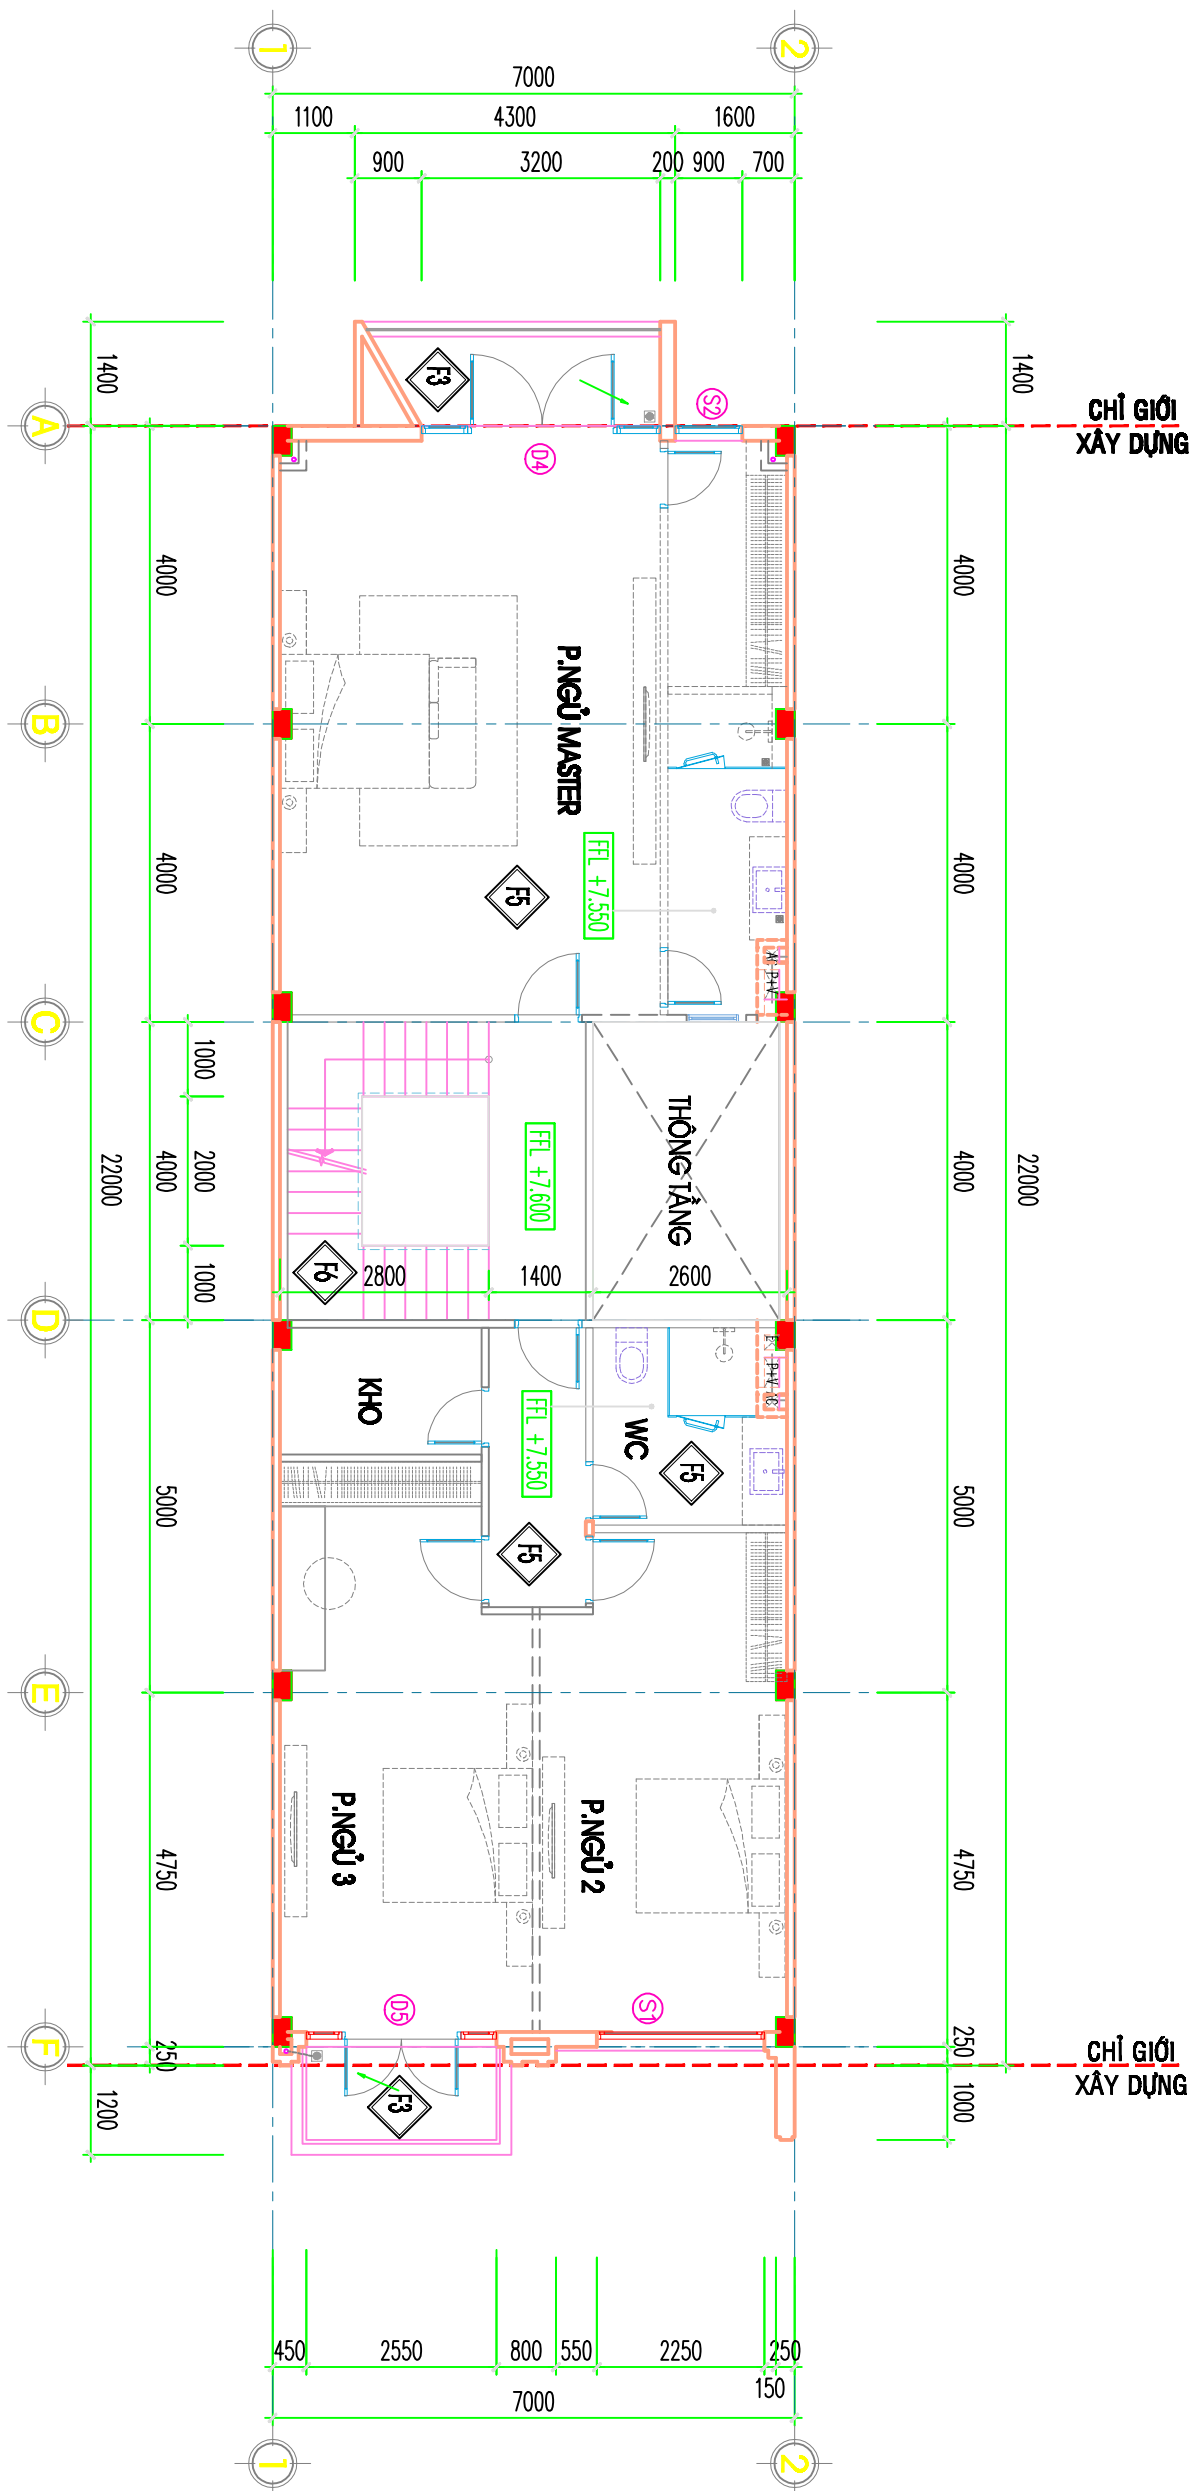 1
2
7000
1100
4300
1600
900
3200
200
900
700
1400
1400
F3
S2
CHỈ GIỚI
XÂY DỰNG
A
D4
4000
4000
P.NGỦ MASTER
B
4000
4000
FFL +7.550
F5
P+V
C
1000
THÔNG TẦNG
2000
4000
22000
FFL +7.600
4000
22000
F6
1000
2800
1400
2600
D
P+V
KHO
FFL +7.550
WC
F5
5000
5000
F5
E
P.NGỦ 3
P.NGỦ 2
4750
4750
D5
S1
F
250
250
CHỈ GIỚI
XÂY DỰNG
1200
F3
1000
450
2550
800
550
2250
250
150
7000
1
2